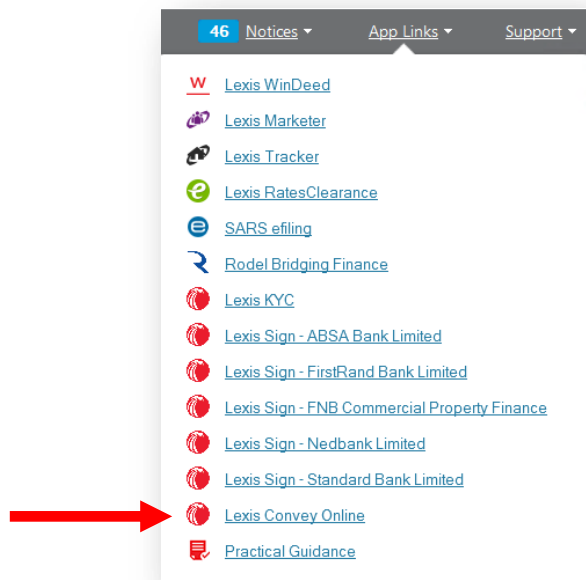 46 Notices App Links Support
W Lexis WinDeed
Lexis Marketer
Lexis Tracker
Lexis RatesClearance
SARS efiling
Rodel Bridging Finance
Lexis KYC
Lexis Sign - ABSA Bank Limited
Lexis Sign - FirstRand Bank Limited
Lexis Sign - FNB Commercial Property Finance
Lexis Sign - Nedbank Limited
Lexis Sign - Standard Bank Limited
Lexis Convey Online
Practical Guidance